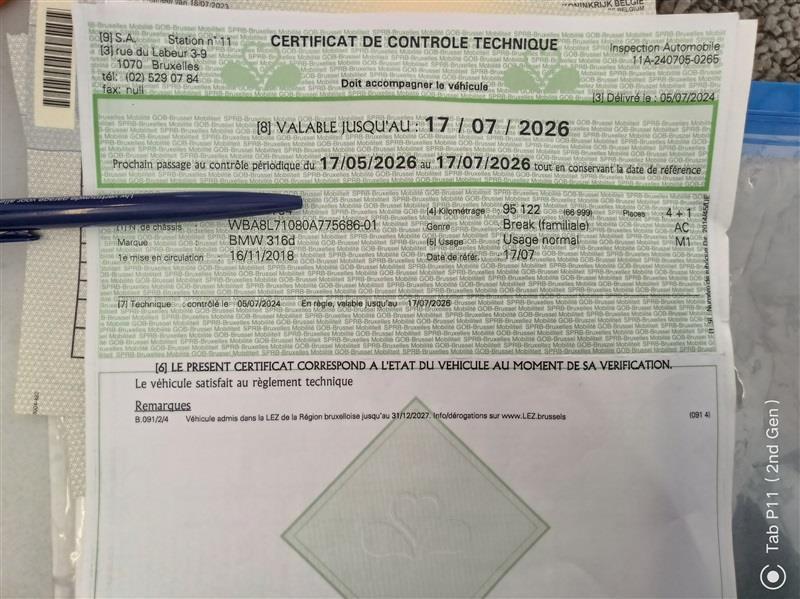 KONINKRIJK BELGIE
[9] S.A. Station n° 11
[3] rue du Labeur 3-9
1070 Bruxelles
tél: (02) 529 07 84
fax: null
CERTIFICAT DE CONTROLE TECHNIQUE
Doit accompagner le véhicule
Inspection Automobile
11A-240705-0265
[3] Délivré le : 05/07/2024
[8] VALABLE JUSQU'AU : 17 / 07 / 2026
Prochain passage au contrôle périodique du 17/05/2026 au 17/07/2026 tout en conservant la date de référence
N. de châssis : WBA8L71080A775686-01
Marque : BMW 316d
1e mise en circulation : 16/11/2018
[4] Kilométrage : 95 122 (66 999) Places 4 + 1
Genre : Break (familiale) AC
[5] Usage : Usage normal M1
Date de référ. : 17/07
[7] Technique : contrôlé le 05/07/2024 En règle, valable jusqu'au 17/07/2026
[6] LE PRESENT CERTIFICAT CORRESPOND A L'ETAT DU VEHICULE AU MOMENT DE SA VERIFICATION.
Le véhicule satisfait au règlement technique
Remarques
B.091/2/4 Véhicule admis dans la LEZ de la Région bruxelloise jusqu'au 31/12/2027. Info/dérogations sur www.LEZ.brussels (091 4)
Tab P11 ( 2nd Gen )